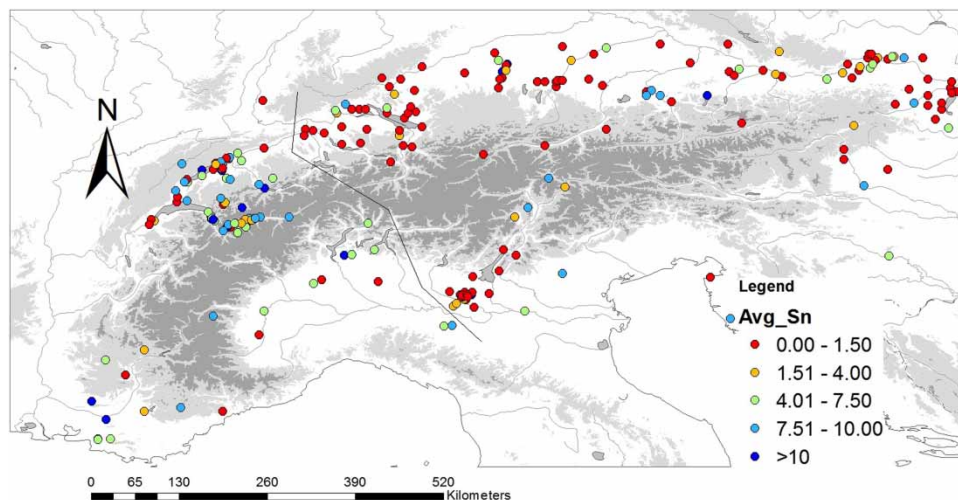 N
Legend
Avg_Sn
0.00 - 1.50
1.51 - 4.00
4.01 - 7.50
7.51 - 10.00
>10
0 65 130 260 390 520
Kilometers